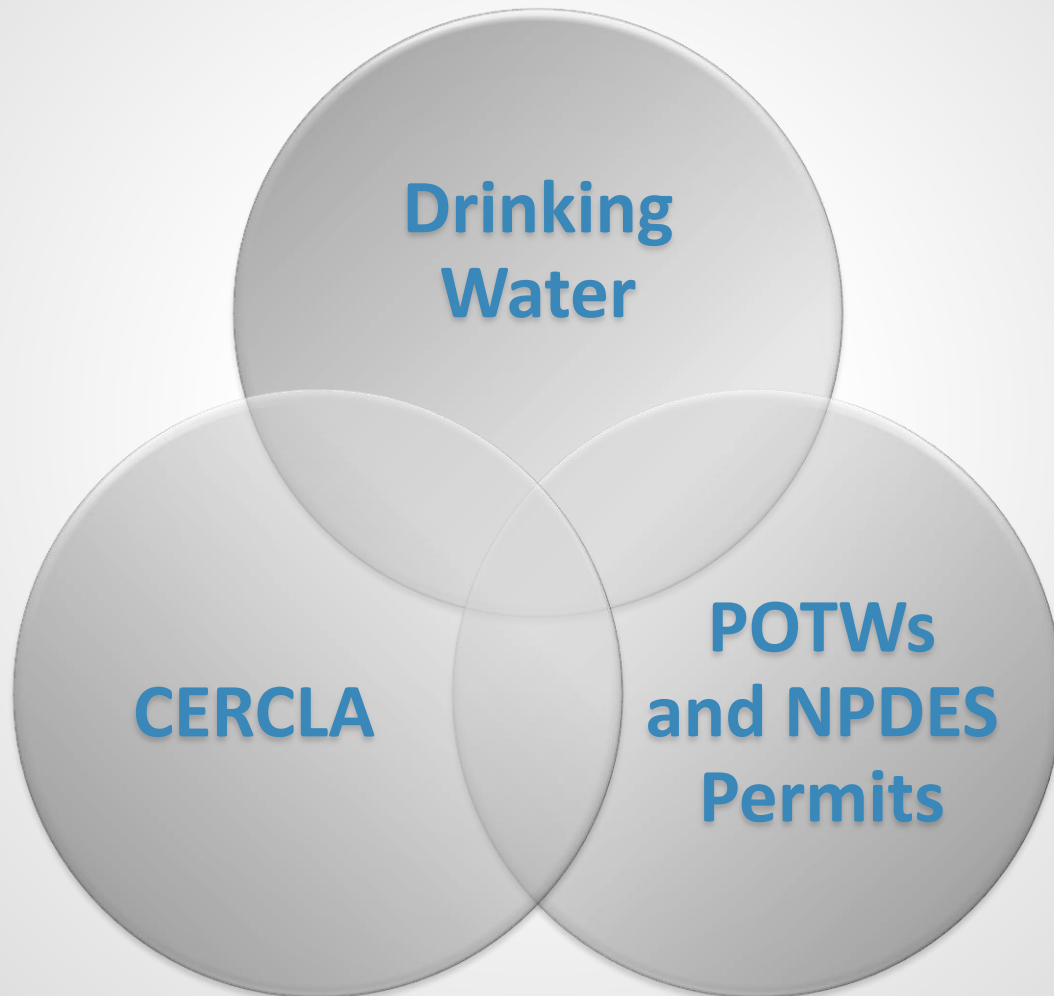 Drinking
Water
CERCLA
POTWs
and NPDES
Permits